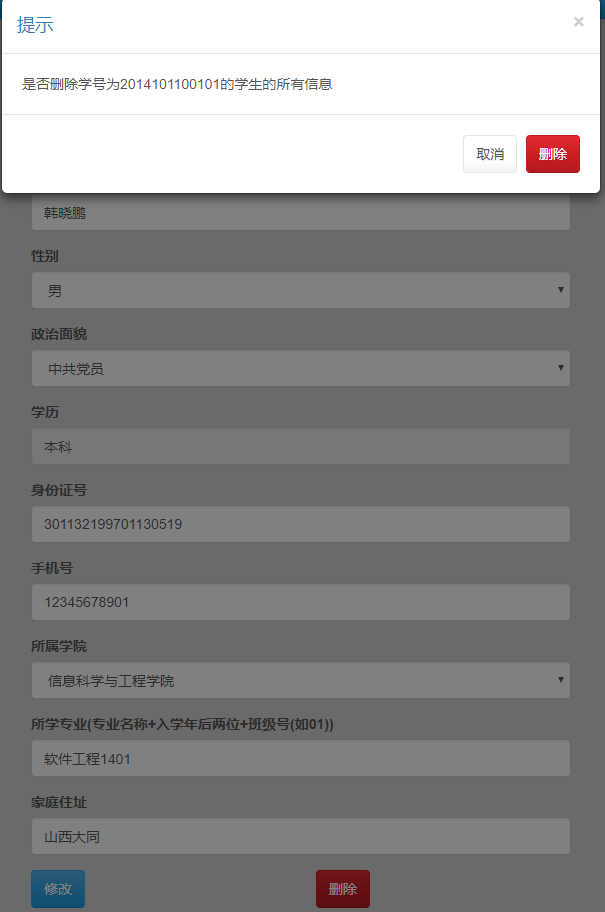 提示
×
是否删除学号为2014101100101的学生的所有信息
取消
删除
韩晓鹏
性别
男
政治面貌
中共党员
学历
本科
身份证号
301132199701130519
手机号
12345678901
所属学院
信息科学与工程学院
所学专业(专业名称+入学年后两位+班级号(如01))
软件工程1401
家庭住址
山西大同
修改
删除